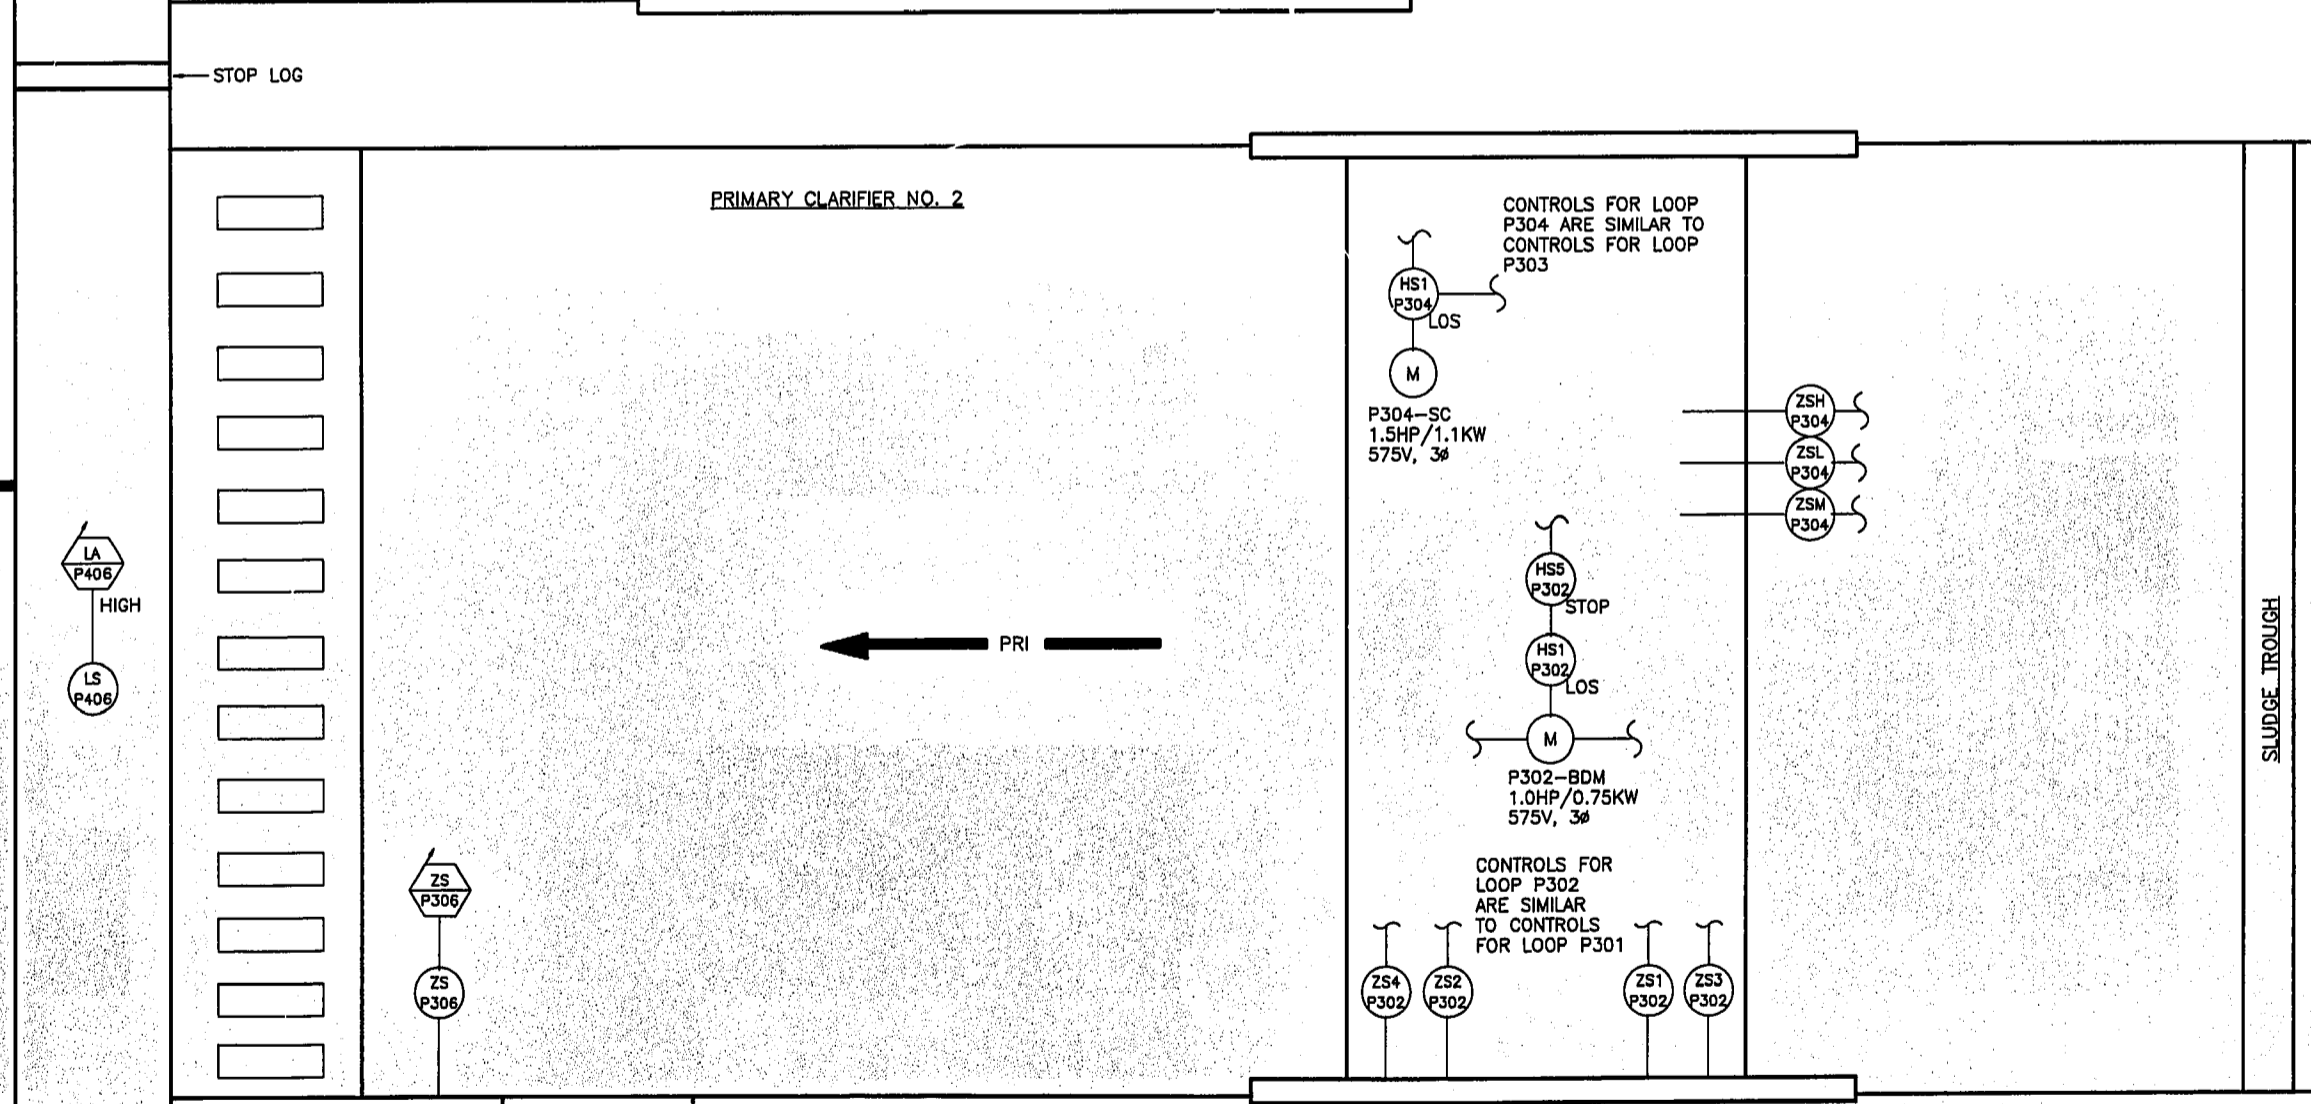 STOP LOG
PRIMARY CLARIFIER NO. 2
CONTROLS FOR LOOP
P304 ARE SIMILAR TO
CONTROLS FOR LOOP
P303
HS1
P304
LOS
M
P304-SC
1.5HP/1.1KW
575V, 3ø
ZSH
P304
ZSL
P304
ZSM
P304
LA
P406
HIGH
LS
P406
PRI
HS5
P302
STOP
HS1
P302
LOS
M
P302-BDM
1.0HP/0.75KW
575V, 3ø
CONTROLS FOR
LOOP P302
ARE SIMILAR
TO CONTROLS
FOR LOOP P301
ZS
P306
ZS
P306
ZS4
P302
ZS2
P302
ZS1
P302
ZS3
P302
SLUDGE TROUGH